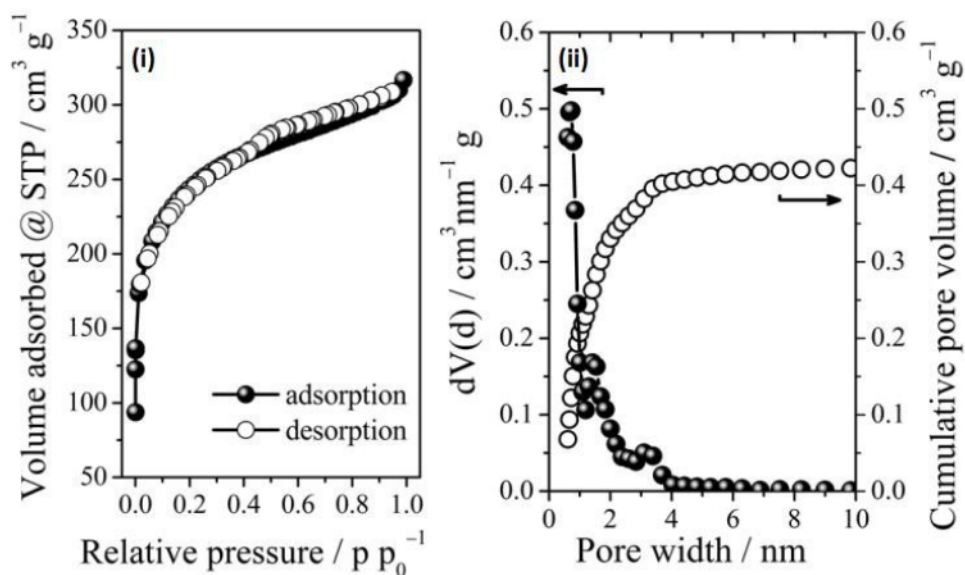 (i)
Volume adsorbed @ STP / cm³ g⁻¹
350
300
250
200
150
100
50
adsorption
desorption
0.0 0.2 0.4 0.6 0.8 1.0
Relative pressure / p p₀⁻¹
(ii)
dV(d) / cm³nm⁻¹ g
0.6
0.5
0.4
0.3
0.2
0.1
0.0
0 2 4 6 8 10
Pore width / nm
0.6
0.5
0.4
0.3
0.2
0.1
0.0
Cumulative pore volume / cm³ g⁻¹